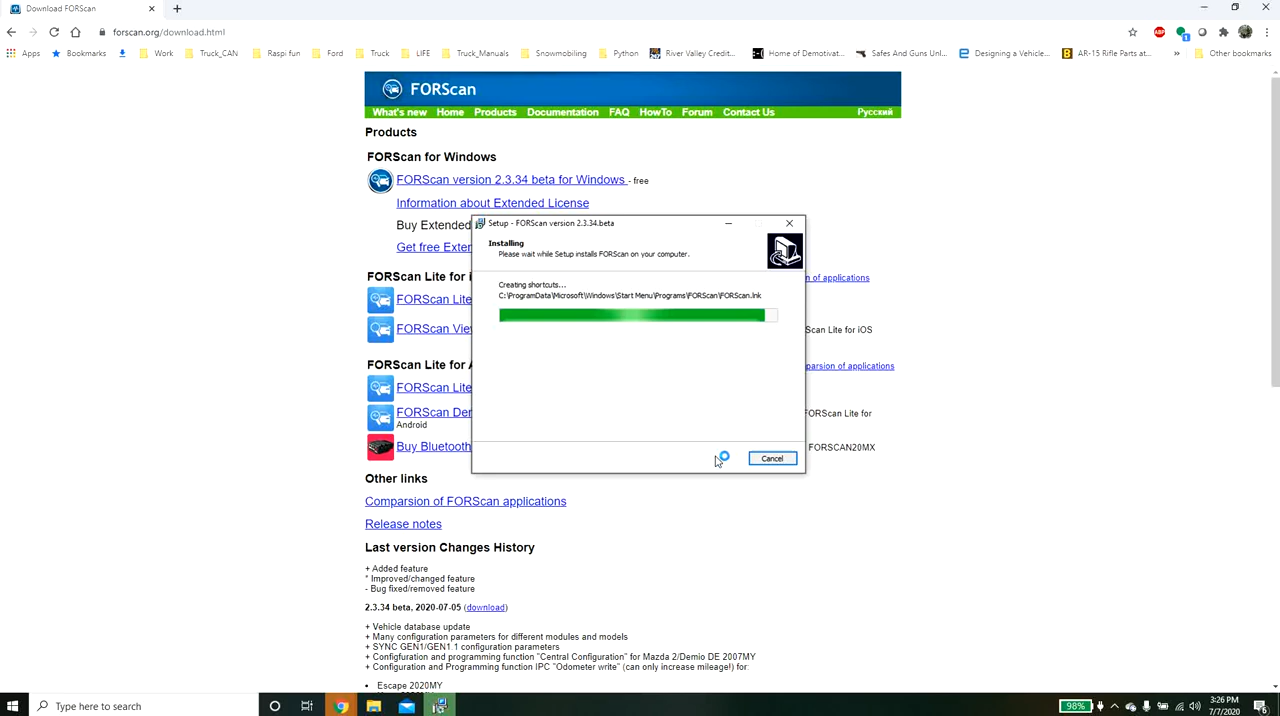 Download FORScan
forscan.org/download.html
Apps Bookmarks Work Truck_CAN Raspi fun Ford Truck LIFE Truck_Manuals Snowmobiling Python River Valley Credit... Home of Demotivat... Safes And Guns Unl... Designing a Vehicle... AR-15 Rifle Parts at... » Other bookmarks
FORScan
What's new Home Products Documentation FAQ HowTo Forum Contact Us Русский
Products
FORScan for Windows
FORScan version 2.3.34 beta for Windows - free
Information about Extended License
Buy Extended
Get free Exter
Setup - FORScan version 2.3.34.beta
Installing
Please wait while Setup installs FORScan on your computer.
Creating shortcuts...
C:\ProgramData\Microsoft\Windows\Start Menu\Programs\FORScan\FORScan.lnk
Cancel
FORScan Lite for i
n of applications
FORScan Lite
FORScan Vie
Scan Lite for iOS
FORScan Lite for A
parsion of applications
FORScan Lite
FORScan Der
FORScan Lite for
Android
Buy Bluetooth
FORSCAN20MX
Other links
Comparsion of FORScan applications
Release notes
Last version Changes History
+ Added feature
* Improved/changed feature
- Bug fixed/removed feature
2.3.34 beta, 2020-07-05 (download)
+ Vehicle database update
+ Many configuration parameters for different modules and models
+ SYNC GEN1/GEN1.1 configuration parameters
+ Configfuration and programming function "Central Configuration" for Mazda 2/Demio DE 2007MY
+ Configuration and Programming function IPC "Odometer write" (can only increase mileage!) for:
• Escape 2020MY
Type here to search
98%
3:26 PM
7/7/2020
6